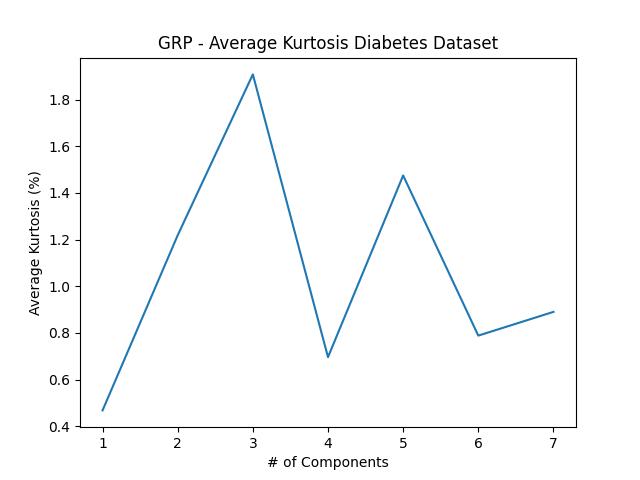 GRP - Average Kurtosis Diabetes Dataset
1.8
1.6
1.4
1.2
1.0
0.8
0.6
0.4
Average Kurtosis (%)
1 2 3 4 5 6 7
# of Components